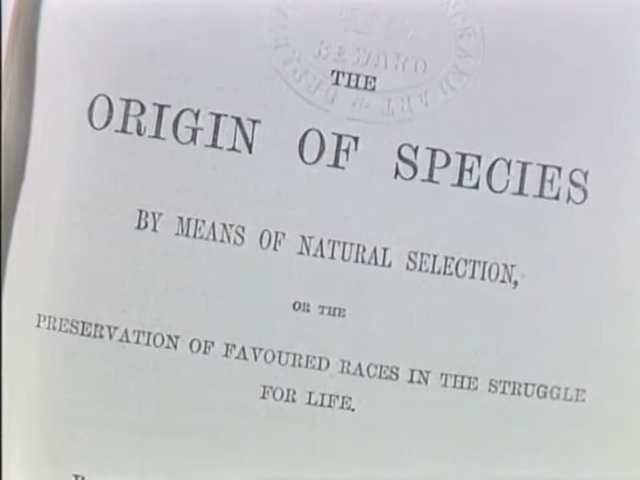 REWARD
THE
ORIGIN OF SPECIES
BY MEANS OF NATURAL SELECTION,
OR THE
PRESERVATION OF FAVOURED RACES IN THE STRUGGLE
FOR LIFE.